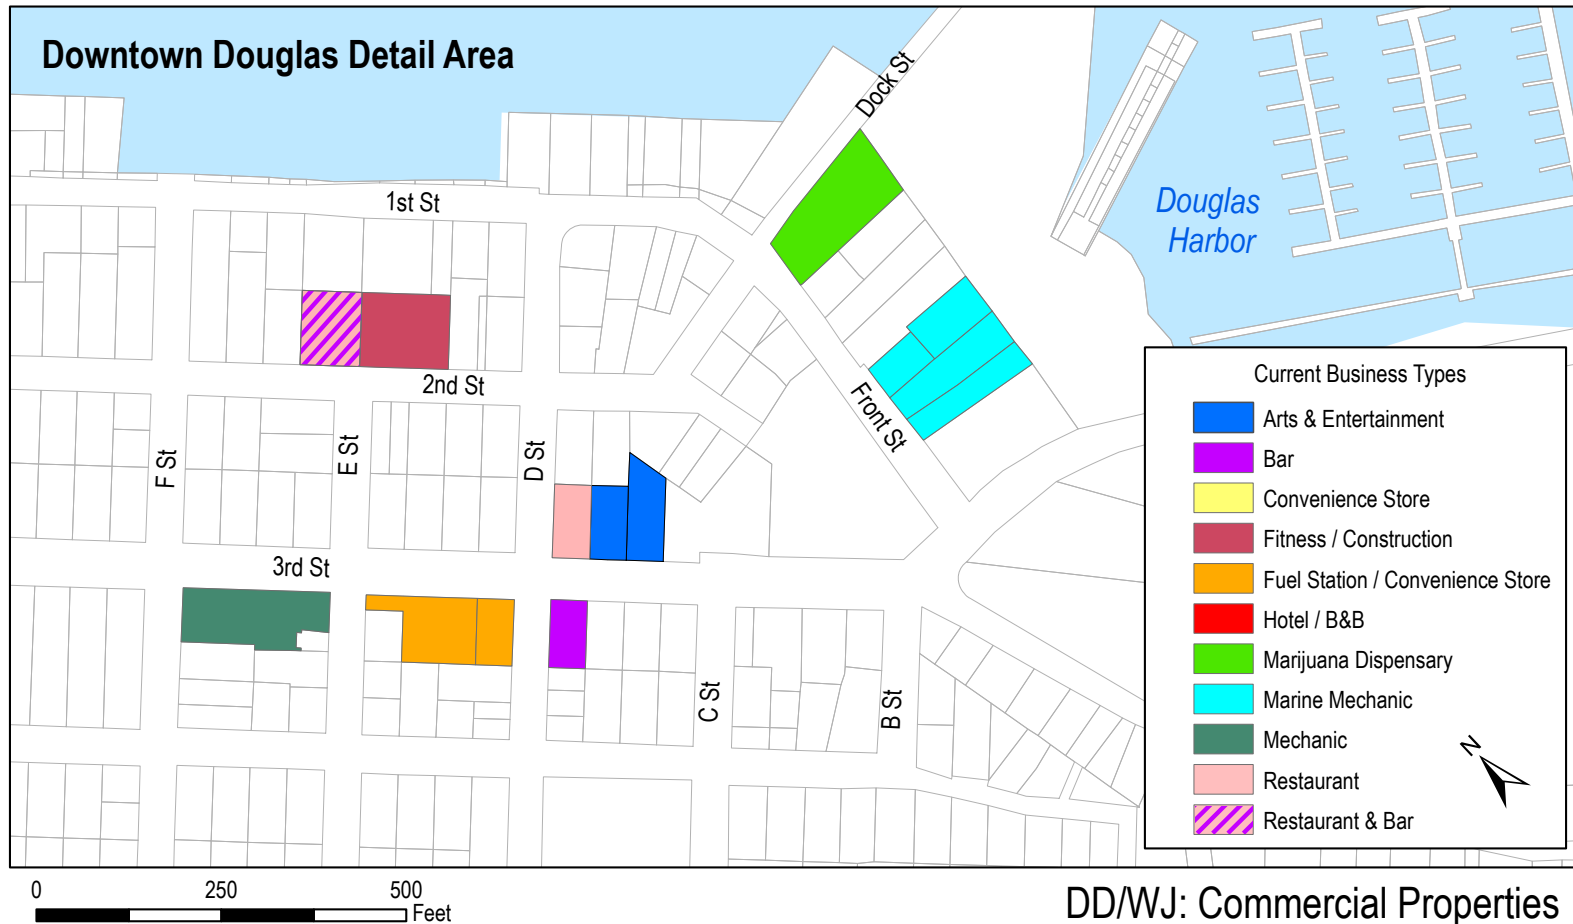 Downtown Douglas Detail Area
Dock St
1st St
Douglas
Harbor
2nd St
Front St
F St
E St
D St
3rd St
C St
B St
Current Business Types
Arts & Entertainment
Bar
Convenience Store
Fitness / Construction
Fuel Station / Convenience Store
Hotel / B&B
Marijuana Dispensary
Marine Mechanic
Mechanic
Restaurant
Restaurant & Bar
N
0 250 500
Feet
DD/WJ: Commercial Properties